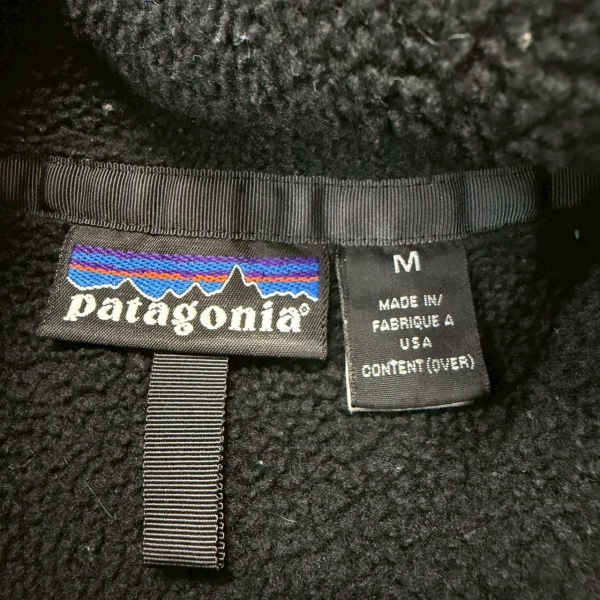 patagonia®
M
MADE IN/
FABRIQUE A
USA
CONTENT (OVER)